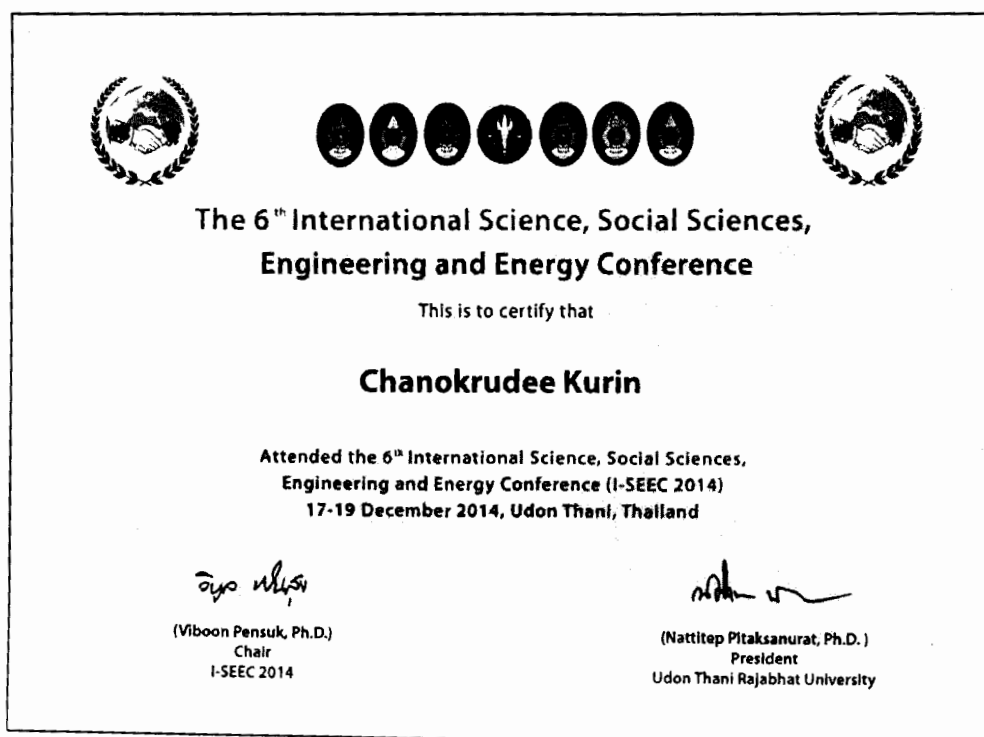 The 6th International Science, Social Sciences,
Engineering and Energy Conference
This is to certify that
Chanokrudee Kurin
Attended the 6th International Science, Social Sciences,
Engineering and Energy Conference (I-SEEC 2014)
17-19 December 2014, Udon Thani, Thailand
(Viboon Pensuk, Ph.D.)
Chair
I-SEEC 2014
(Nattitep Pitaksanurat, Ph.D. )
President
Udon Thani Rajabhat University